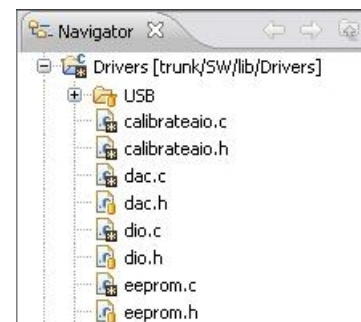 Navigator
Drivers [trunk/SW/lib/Drivers]
USB
calibrateaio.c
calibrateaio.h
dac.c
dac.h
dio.c
dio.h
eeprom.c
eeprom.h